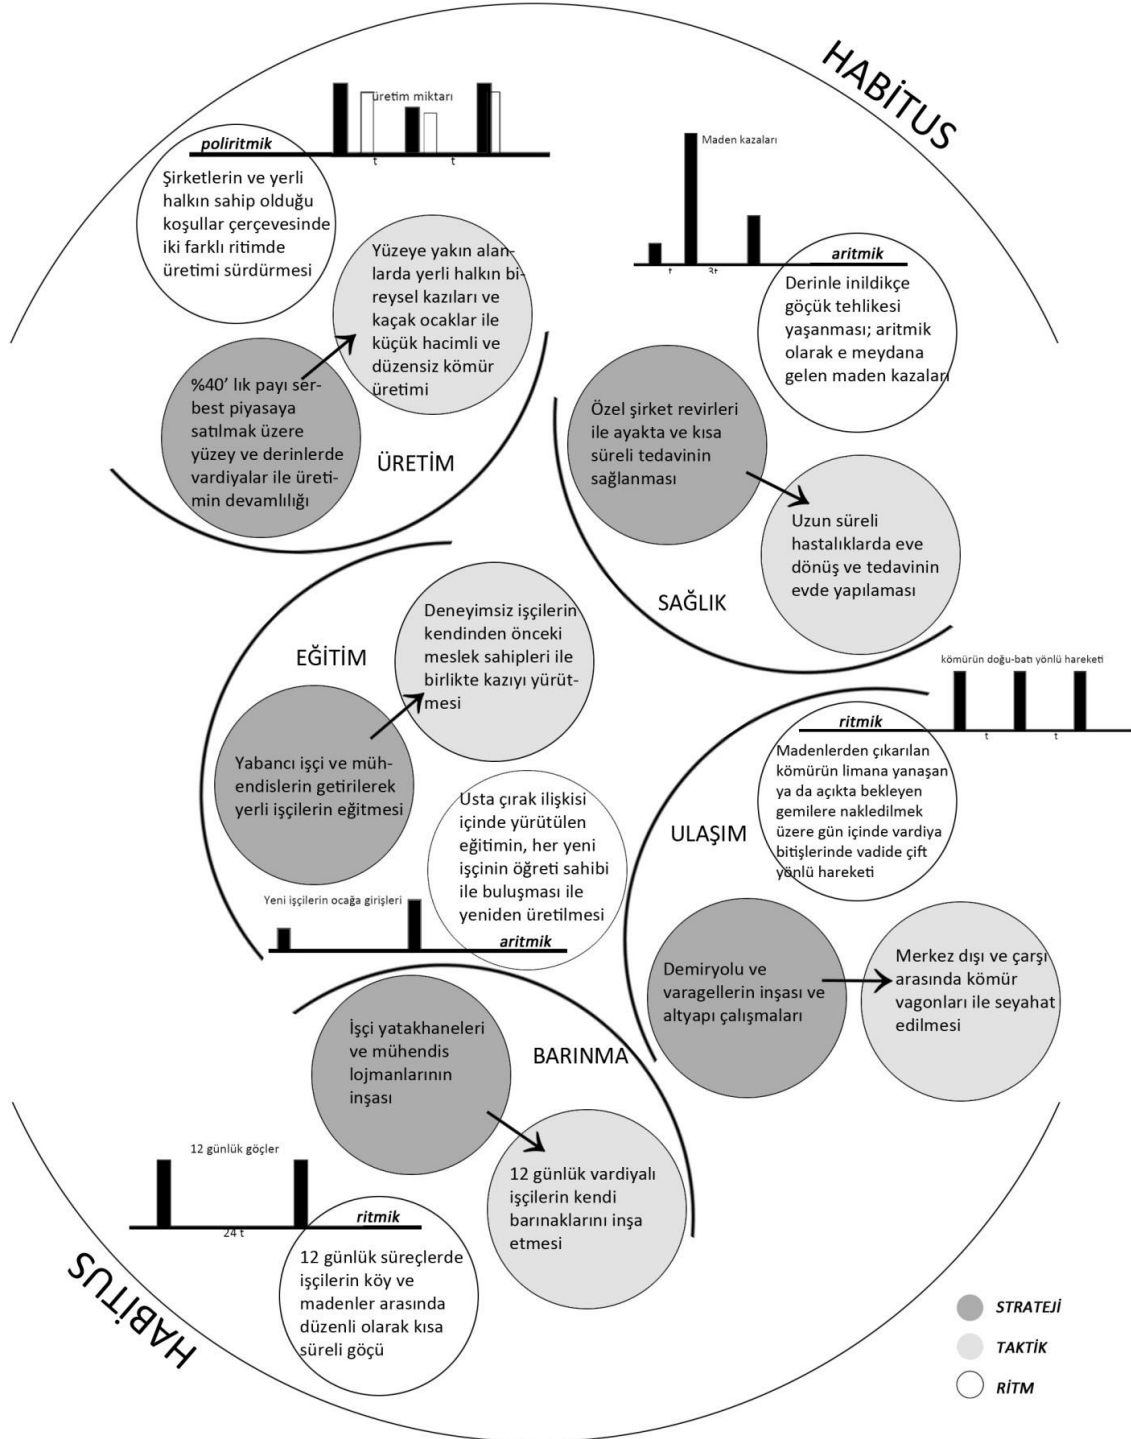 HABİTUS
üretim miktarı
poliritmik
t
t
Şirketlerin ve yerli
halkın sahip olduğu
koşullar çerçevesinde
iki farklı ritimde
üretimi sürdürmesi
Yüzeye yakın alan-
larda yerli halkın bi-
reysel kazıları ve
kaçak ocaklar ile
küçük hacimli ve
düzensiz kömür
üretimi
%40' lık payı ser-
best piyasaya
satılmak üzere
yüzey ve derinlerde
vardiyalar ile üreti-
min devamlılığı
ÜRETİM
Maden kazaları
aritmik
t
3t
Derinle inildikçe
göçük tehlikesi
yaşanması; aritmik
olarak e meydana
gelen maden kazaları
Özel şirket revirleri
ile ayakta ve kısa
süreli tedavinin
sağlanması
Uzun süreli
hastalıklarda eve
dönüş ve tedavinin
evde yapılaması
SAĞLIK
EĞİTİM
Deneyimsiz işçilerin
kendinden önceki
meslek sahipleri ile
birlikte kazıyı yürüt-
mesi
Yabancı işçi ve müh-
endislerin getirilerek
yerli işçilerin eğitmesi
Usta çırak ilişkisi
içinde yürütülen
eğitimin, her yeni
işçinin öğreti sahibi
ile buluşması ile
yeniden üretilmesi
Yeni işçilerin ocağa girişleri
aritmik
kömürün doğu-batı yönlü hareketi
ritmik
t
t
Madenlerden çıkarılan
kömürün limana yanaşan
ya da açıkta bekleyen
gemilere nakledilmek
üzere gün içinde vardiya
bitişlerinde vadide çift
yönlü hareketi
ULAŞIM
Demiryolu ve
varagellerin inşası ve
altyapı çalışmaları
Merkez dışı ve çarşı
arasında kömür
vagonları ile seyahat
edilmesi
İşçi yatakhaneleri
ve mühendis
lojmanlarının
inşası
BARINMA
12 günlük vardiyalı
işçilerin kendi
barınaklarını inşa
etmesi
12 günlük göçler
ritmik
24 t
12 günlük süreçlerde
işçilerin köy ve
madenler arasında
düzenli olarak kısa
süreli göçü
HABİTUS
STRATEJİ
TAKTİK
RİTM